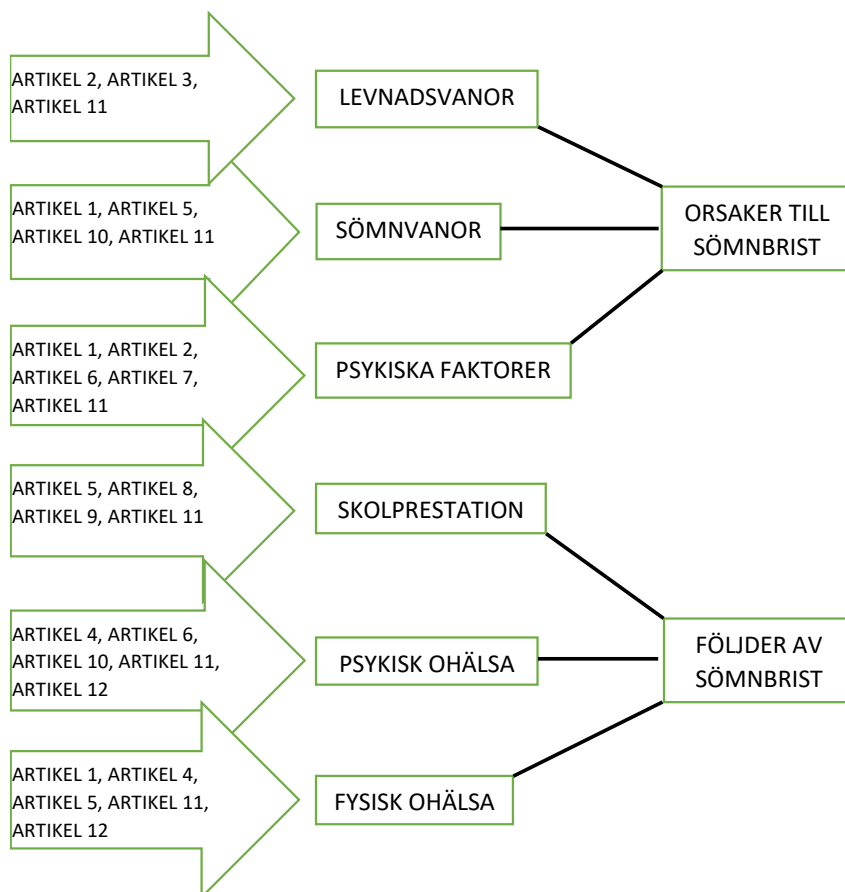 ARTIKEL 2, ARTIKEL 3,
ARTIKEL 11
LEVNADSVANOR
ARTIKEL 1, ARTIKEL 5,
ARTIKEL 10, ARTIKEL 11
SÖMNVANOR
ORSAKER TILL
SÖMNBRIST
ARTIKEL 1, ARTIKEL 2,
ARTIKEL 6, ARTIKEL 7,
ARTIKEL 11
PSYKISKA FAKTORER
ARTIKEL 5, ARTIKEL 8,
ARTIKEL 9, ARTIKEL 11
SKOLPRESTATION
ARTIKEL 4, ARTIKEL 6,
ARTIKEL 10, ARTIKEL 11,
ARTIKEL 12
PSYKISK OHÄLSA
FÖLJDER AV
SÖMNBRIST
ARTIKEL 1, ARTIKEL 4,
ARTIKEL 5, ARTIKEL 11,
ARTIKEL 12
FYSISK OHÄLSA